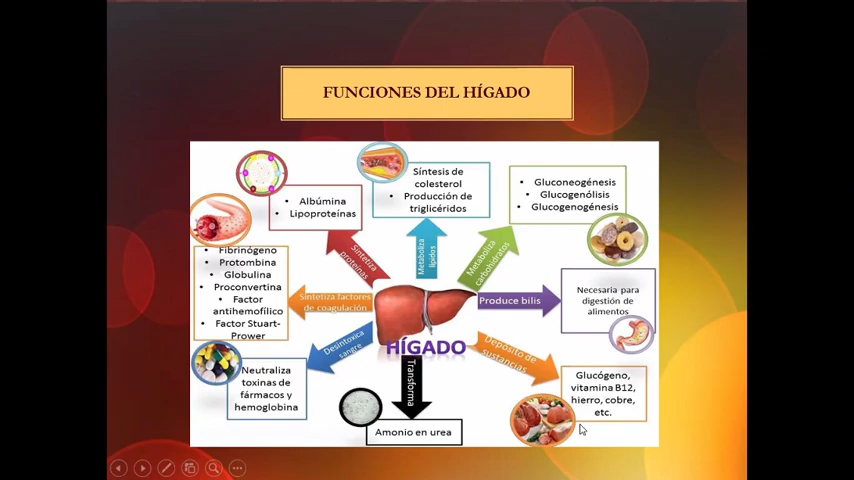 FUNCIONES DEL HÍGADO
• Albúmina
• Lipoproteínas
Síntesis de
colesterol
• Producción de
triglicéridos
• Gluconeogénesis
• Glucogenólisis
• Glucogenogénesis
• Fibrinógeno
• Protombina
• Globulina
• Proconvertina
• Factor
antihemofílico
• Factor Stuart-
Prower
Sintetiza
proteínas
Metaboliza
lípidos
Metaboliza
carbohidratos
Sintetiza factores
de coagulación
Produce bilis
Necesaria para
digestión de
alimentos
Desintoxica
sangre
HÍGADO
Depósito de
sustancias
Neutraliza
toxinas de
fármacos y
hemoglobina
Transforma
Glucógeno,
vitamina B12,
hierro, cobre,
etc.
Amonio en urea